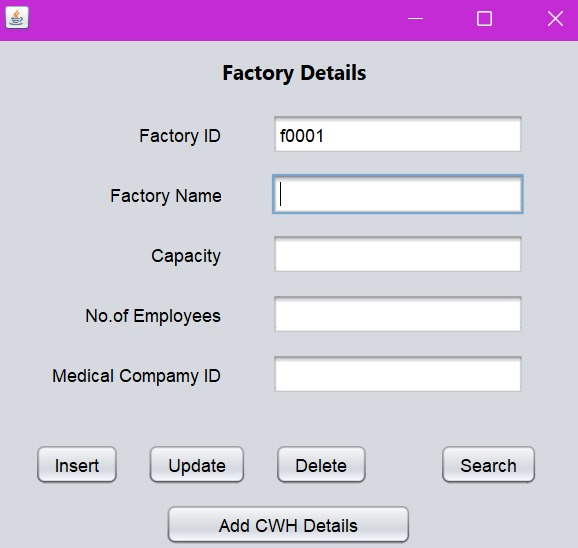 Factory Details
Factory ID f0001
Factory Name
Capacity
No.of Employees
Medical Compamy ID
Insert Update Delete Search
Add CWH Details